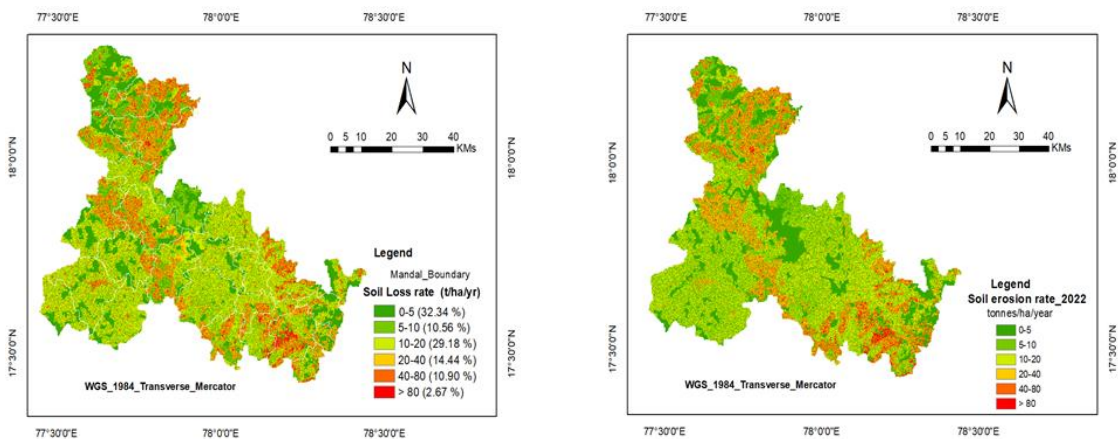 77°30'0"E 78°0'0"E 78°30'0"E
N
0 5 10 20 30 40
KMs
18°0'0"N
17°30'0"N
Legend
Mandal_Boundary
Soil Loss rate (t/ha/yr)
0-5 (32.34 %)
5-10 (10.56 %)
10-20 (29.18 %)
20-40 (14.44 %)
40-80 (10.90 %)
> 80 (2.67 %)
WGS_1984_Transverse_Mercator
77°30'0"E 78°0'0"E 78°30'0"E
18°0'0"N
17°30'0"N
77°30'0"E 78°0'0"E 78°30'0"E
N
0 5 10 20 30 40
KMs
18°0'0"N
17°30'0"N
Legend
Soil erosion rate_2022
tonnes/ha/year
0-5
5-10
10-20
20-40
40-80
> 80
WGS_1984_Transverse_Mercator
77°30'0"E 78°0'0"E 78°30'0"E
18°0'0"N
17°30'0"N